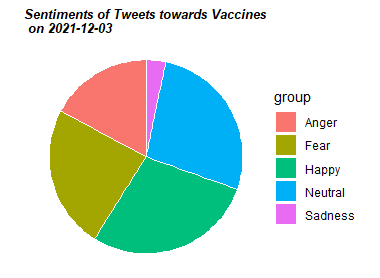 Sentiments of Tweets towards Vaccines
on 2021-12-03
group
Anger
Fear
Happy
Neutral
Sadness